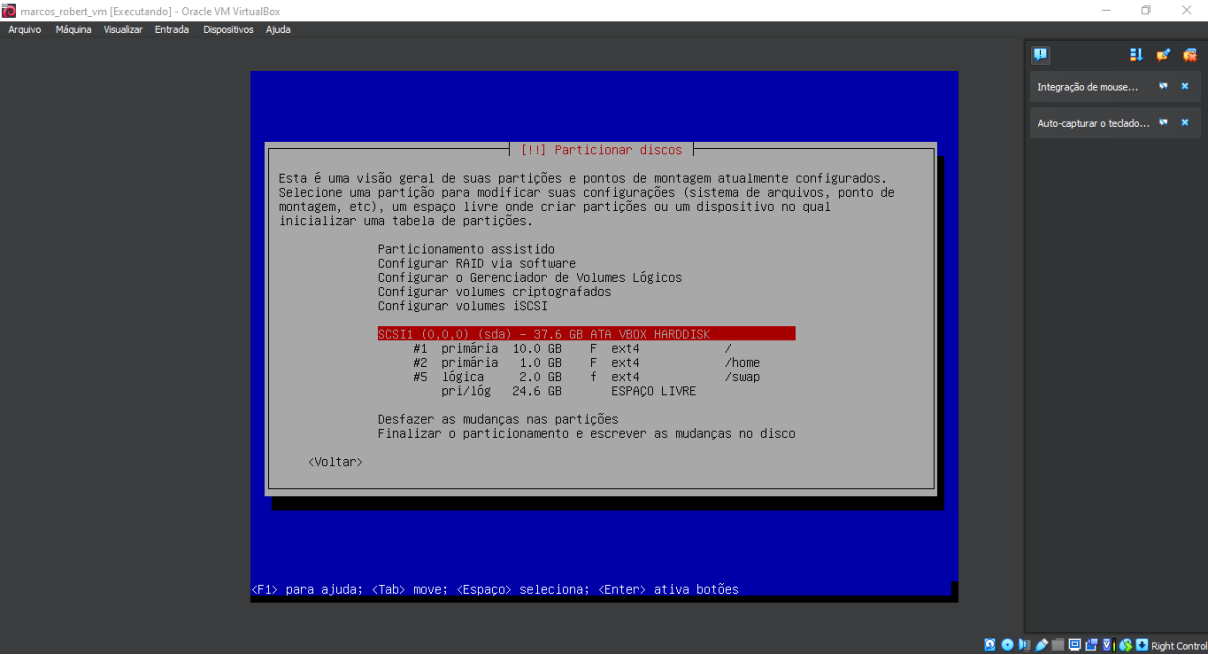 marcos_robert_vm [Executando] - Oracle VM VirtualBox
Arquivo Máquina Visualizar Entrada Dispositivos Ajuda
Integração de mouse...
Auto-capturar o teclado...
[!!] Particionar discos
Esta é uma visão geral de suas partições e pontos de montagem atualmente configurados.
Selecione uma partição para modificar suas configurações (sistema de arquivos, ponto de
montagem, etc), um espaço livre onde criar partições ou um dispositivo no qual
inicializar uma tabela de partições.
Particionamento assistido
Configurar RAID via software
Configurar o Gerenciador de Volumes Lógicos
Configurar volumes criptografados
Configurar volumes iSCSI
SCSI1 (0,0,0) (sda) - 37.6 GB ATA VBOX HARDDISK
#1 primária 10.0 GB F ext4 /
#2 primária 1.0 GB F ext4 /home
#5 lógica 2.0 GB f ext4 /swap
pri/lóg 24.6 GB ESPAÇO LIVRE
Desfazer as mudanças nas partições
Finalizar o particionamento e escrever as mudanças no disco
<Voltar>
<F1> para ajuda; <Tab> move; <Espaço> seleciona; <Enter> ativa botões
Right Control